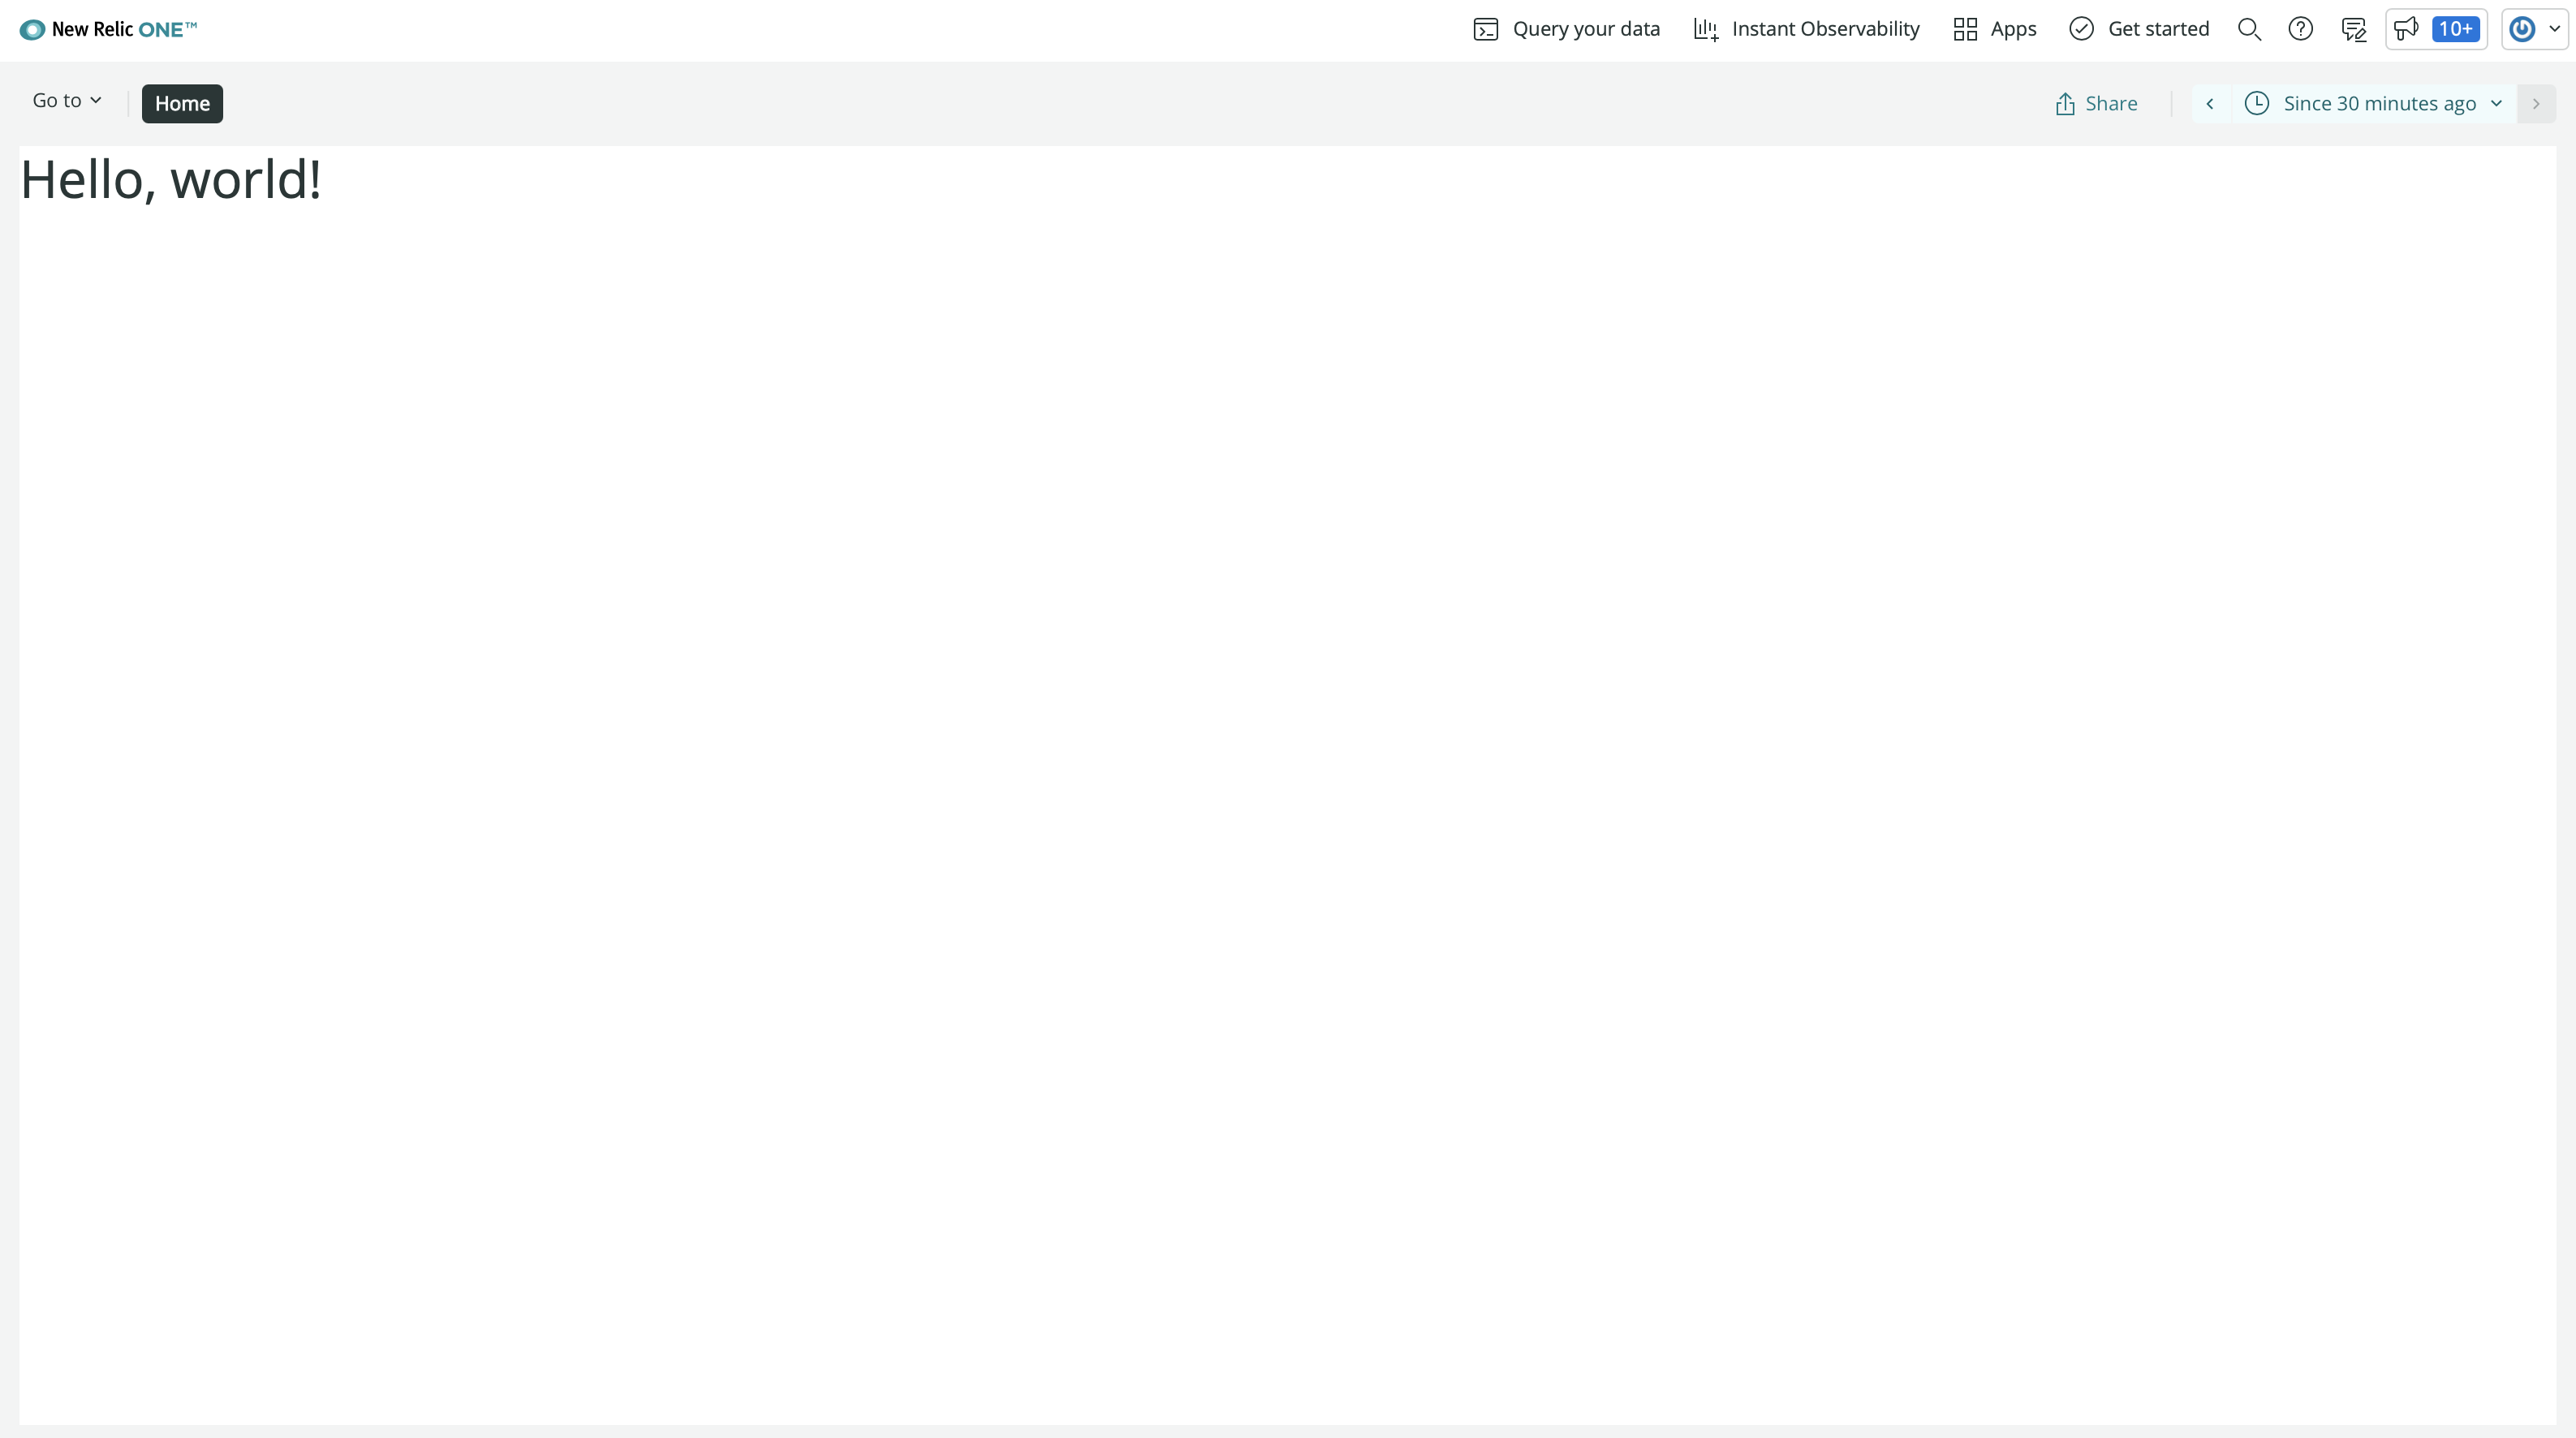 New Relic ONE™
Query your data
Instant Observability
Apps
Get started
10+
Go to
Home
Share
Since 30 minutes ago
Hello, world!